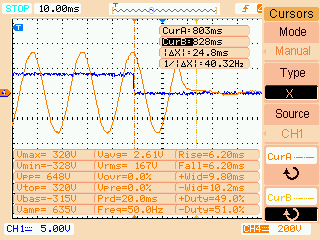 STOP 10.00ms
Cursors
CurA:803ms
CurB:828ms
|ΔX|:24.8ms
1/|ΔX|:40.32Hz
Mode
Manual
Type
X
Source
CH1
CurA
CurB
Vmax= 320V Vavg= 2.61V Rise=6.20ms
Vmin=-328V Vrms= 167V Fall=6.20ms
Vpp= 648V Vovr=0.0% +Wid=9.80ms
Vtop= 320V Vpre=0.0% -Wid=10.2ms
Vbas=-315V Prd=20.0ms +Duty=49.0%
Vamp= 635V Freq=50.0Hz -Duty=51.0%
CH1 5.00V CH4 200V